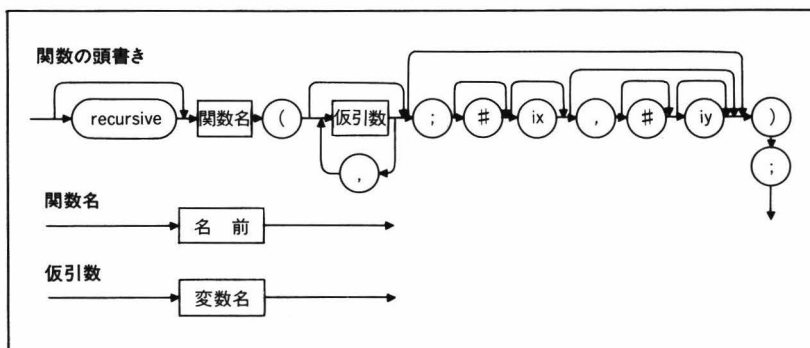 関数の頭書き
recursive 関数名 ( 仮引数 ; # ix , # iy )
, ;
関数名
名 前
仮引数
変数名